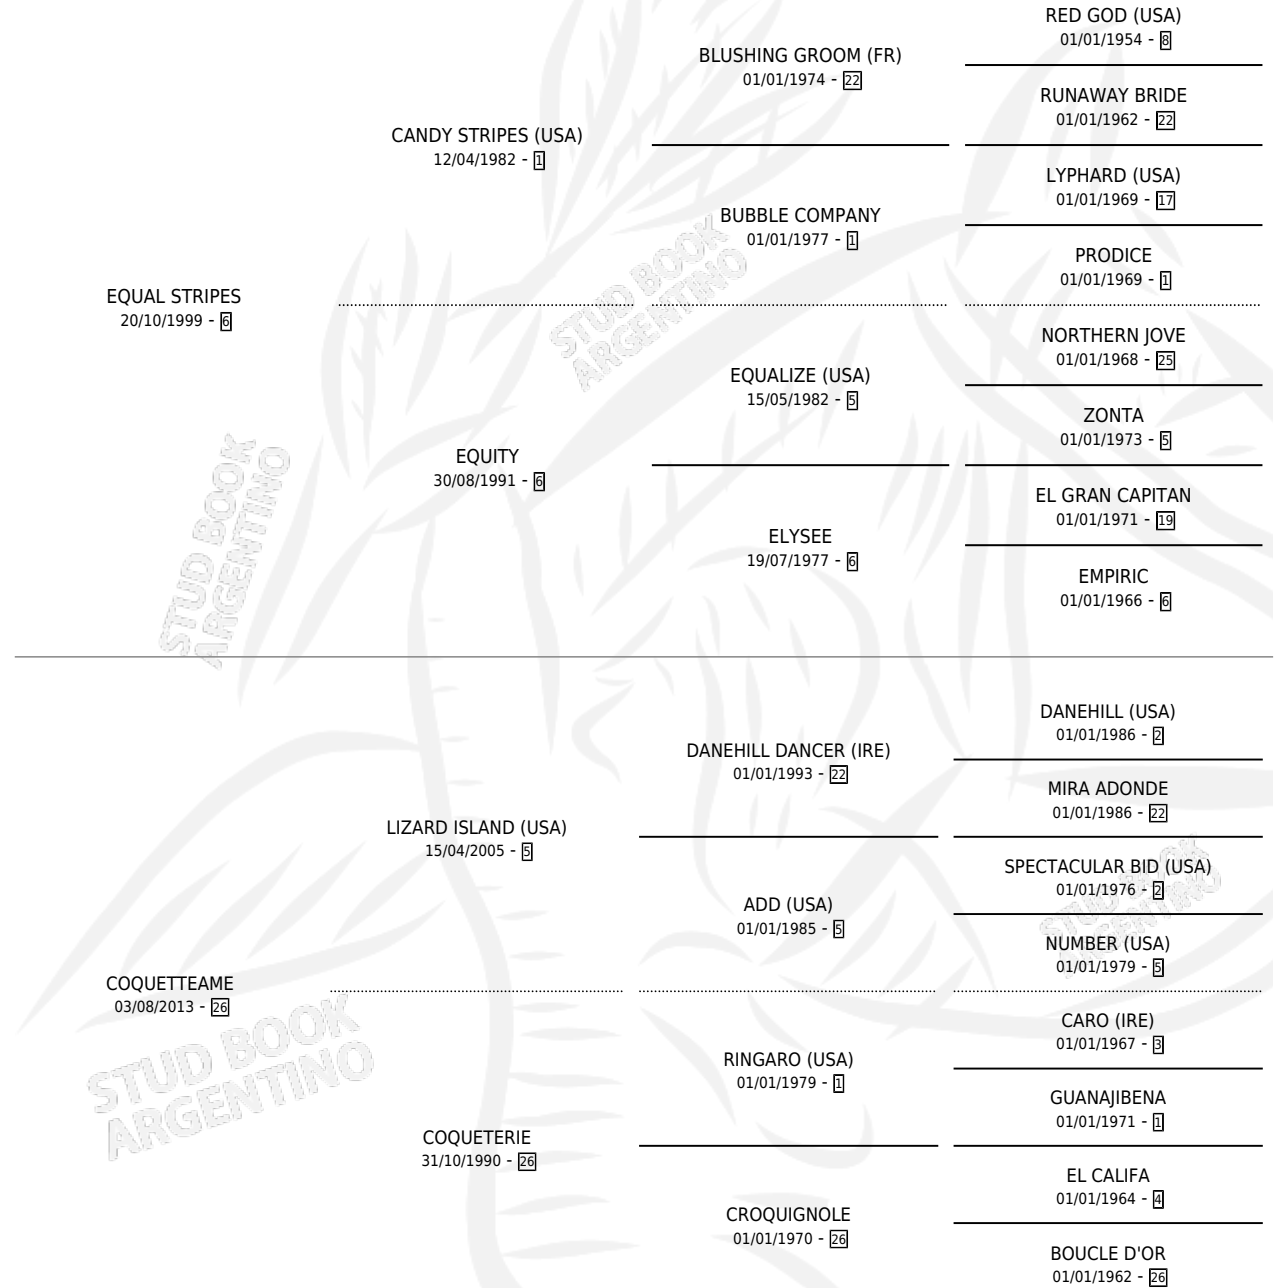 RED GOD (USA)
01/01/1954 - 8
BLUSHING GROOM (FR)
01/01/1974 - 22
RUNAWAY BRIDE
01/01/1962 - 22
CANDY STRIPES (USA)
12/04/1982 - 1
LYPHARD (USA)
01/01/1969 - 17
BUBBLE COMPANY
01/01/1977 - 1
PRODICE
01/01/1969 - 1
EQUAL STRIPES
20/10/1999 - 6
NORTHERN JOVE
01/01/1968 - 25
EQUALIZE (USA)
15/05/1982 - 5
ZONTA
01/01/1973 - 5
EQUITY
30/08/1991 - 6
EL GRAN CAPITAN
01/01/1971 - 19
ELYSEE
19/07/1977 - 6
EMPIRIC
01/01/1966 - 6
STUD BOOK
ARGENTINO
STUD BOOK
ARGENTINO
DANEHILL (USA)
01/01/1986 - 2
DANEHILL DANCER (IRE)
01/01/1993 - 22
MIRA ADONDE
01/01/1986 - 22
LIZARD ISLAND (USA)
15/04/2005 - 5
SPECTACULAR BID (USA)
01/01/1976 - 2
ADD (USA)
01/01/1985 - 5
NUMBER (USA)
01/01/1979 - 5
COQUETTEAME
03/08/2013 - 26
CARO (IRE)
01/01/1967 - 3
RINGARO (USA)
01/01/1979 - 1
GUANAJIBENA
01/01/1971 - 1
COQUETERIE
31/10/1990 - 26
EL CALIFA
01/01/1964 - 4
CROQUIGNOLE
01/01/1970 - 26
BOUCLE D'OR
01/01/1962 - 26
STUD BOOK
ARGENTINO
STUD BOOK
ARGENTINO